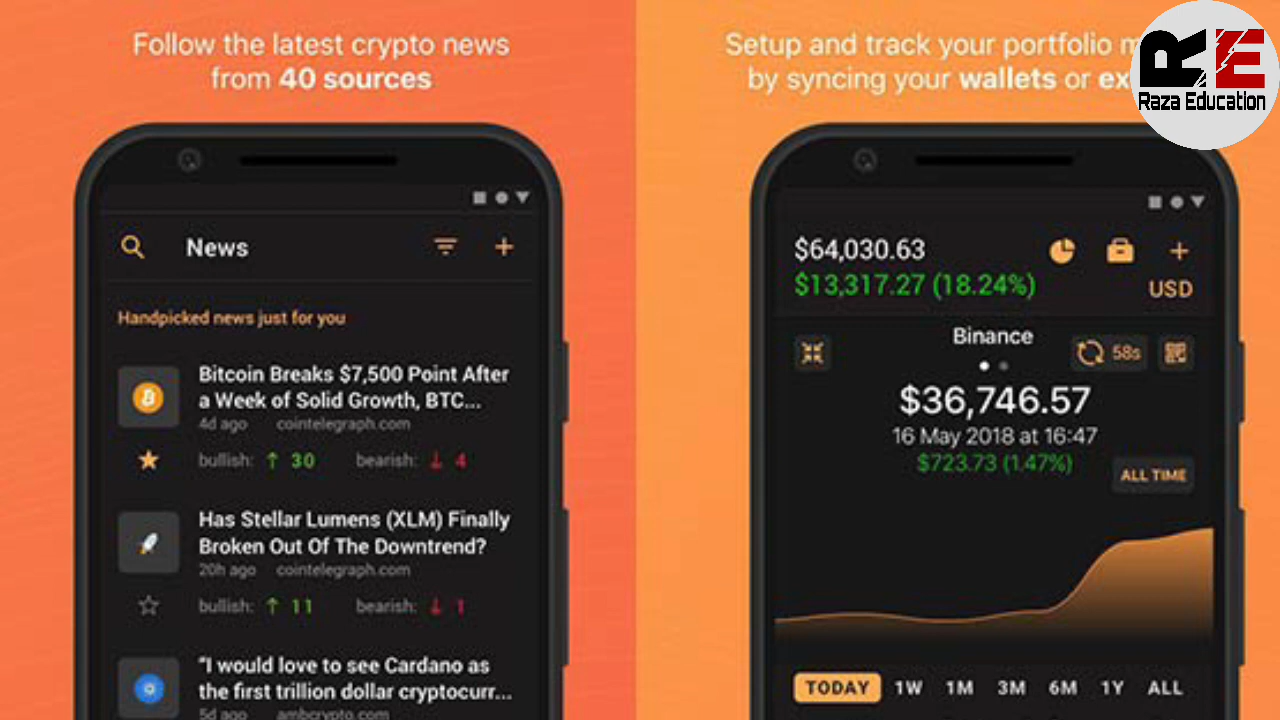 Follow the latest crypto news
from 40 sources
News
Handpicked news just for you
Bitcoin Breaks $7,500 Point After
a Week of Solid Growth, BTC...
4d ago cointelegraph.com
bullish: ↑ 30 bearish: ↓ 4
Has Stellar Lumens (XLM) Finally
Broken Out Of The Downtrend?
20h ago cointelegraph.com
bullish: ↑ 11 bearish: ↓ 1
"I would love to see Cardano as
the first trillion dollar cryptocurr...
5d ago ambcrypto.com
Setup and track your portfolio
by syncing your wallets or
RE
Raza Education
$64,030.63
$13,317.27 (18.24%)
USD
Binance
58s
$36,746.57
16 May 2018 at 16:47
$723.73 (1.47%)
ALL TIME
TODAY 1W 1M 3M 6M 1Y ALL